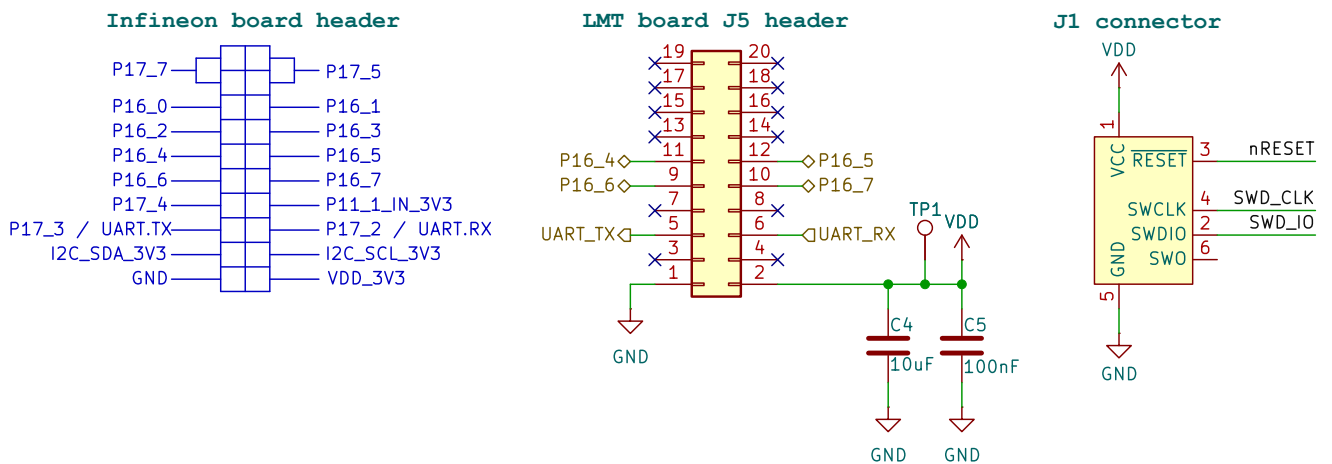 Infineon board header
P17_7
P17_5
P16_0
P16_1
P16_2
P16_3
P16_4
P16_5
P16_6
P16_7
P17_4
P11_1_IN_3V3
P17_3 / UART.TX
P17_2 / UART.RX
I2C_SDA_3V3
I2C_SCL_3V3
GND
VDD_3V3
LMT board J5 header
19
20
17
18
15
16
13
14
P16_4
11
12
P16_5
P16_6
9
10
P16_7
7
8
UART_TX
5
6
UART_RX
3
4
1
2
GND
TP1
VDD
C4
10uF
GND
C5
100nF
GND
J1 connector
VDD
1
VCC
RESET
3
nRESET
SWCLK
4
SWD_CLK
SWDIO
2
SWD_IO
SWO
6
GND
5
GND